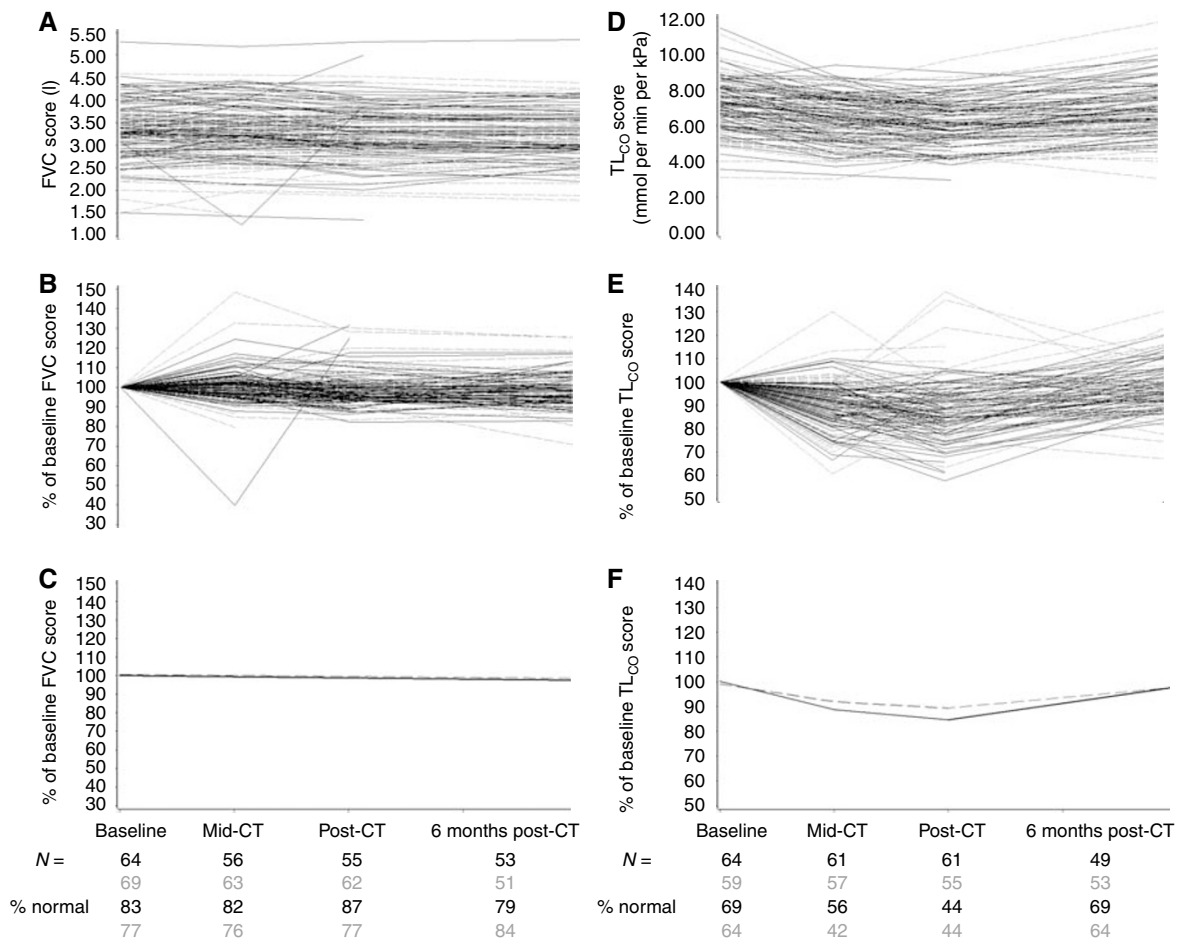 A
FVC score (l)
5.50
5.00
4.50
4.00
3.50
3.00
2.50
2.00
1.50
1.00
B
% of baseline FVC score
150
140
130
120
110
100
90
80
70
60
50
40
30
C
% of baseline FVC score
150
140
130
120
110
100
90
80
70
60
50
40
30
Baseline Mid-CT Post-CT 6 months post-CT
N = 64 56 55 53
69 63 62 51
% normal 83 82 87 79
77 76 77 84
D
TLCO score
(mmol per min per kPa)
12.00
10.00
8.00
6.00
4.00
2.00
0.00
E
% of baseline TLCO score
140
130
120
110
100
90
80
70
60
50
F
% of baseline TLCO score
140
130
120
110
100
90
80
70
60
50
Baseline Mid-CT Post-CT 6 months post-CT
N = 64 61 61 49
59 57 55 53
% normal 69 56 44 69
64 42 44 64